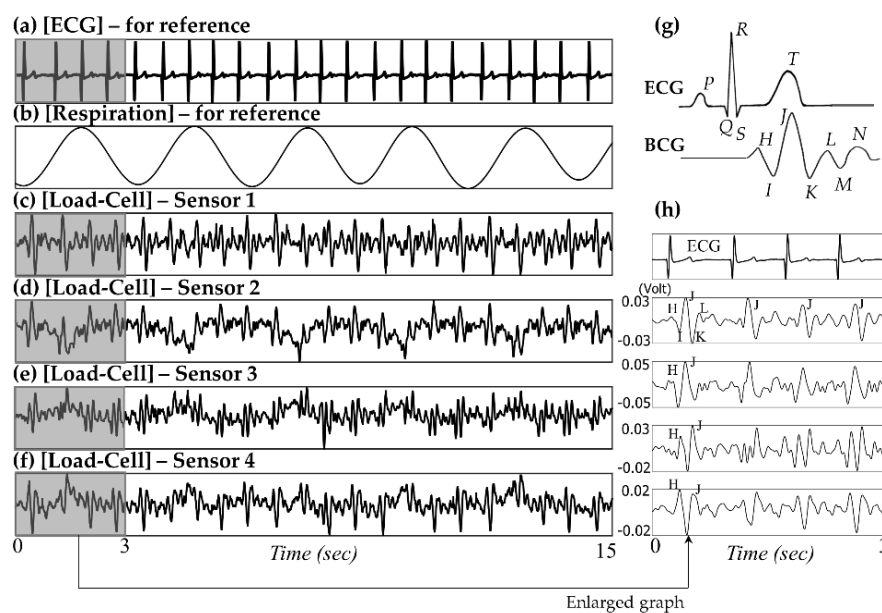 (a) [ECG] – for reference
(b) [Respiration] – for reference
(c) [Load-Cell] – Sensor 1
(d) [Load-Cell] – Sensor 2
(e) [Load-Cell] – Sensor 3
(f) [Load-Cell] – Sensor 4
0 3 15
Time (sec)
(g)
R
P T
ECG
Q S J
BCG H L N
I K M
(h)
ECG
(Volt)
0.03 J
H L J J J
I K
-0.03
0.05 J
H
-0.05
0.03 J
H
-0.02
0.02 H J
-0.02
0 3
Time (sec)
Enlarged graph